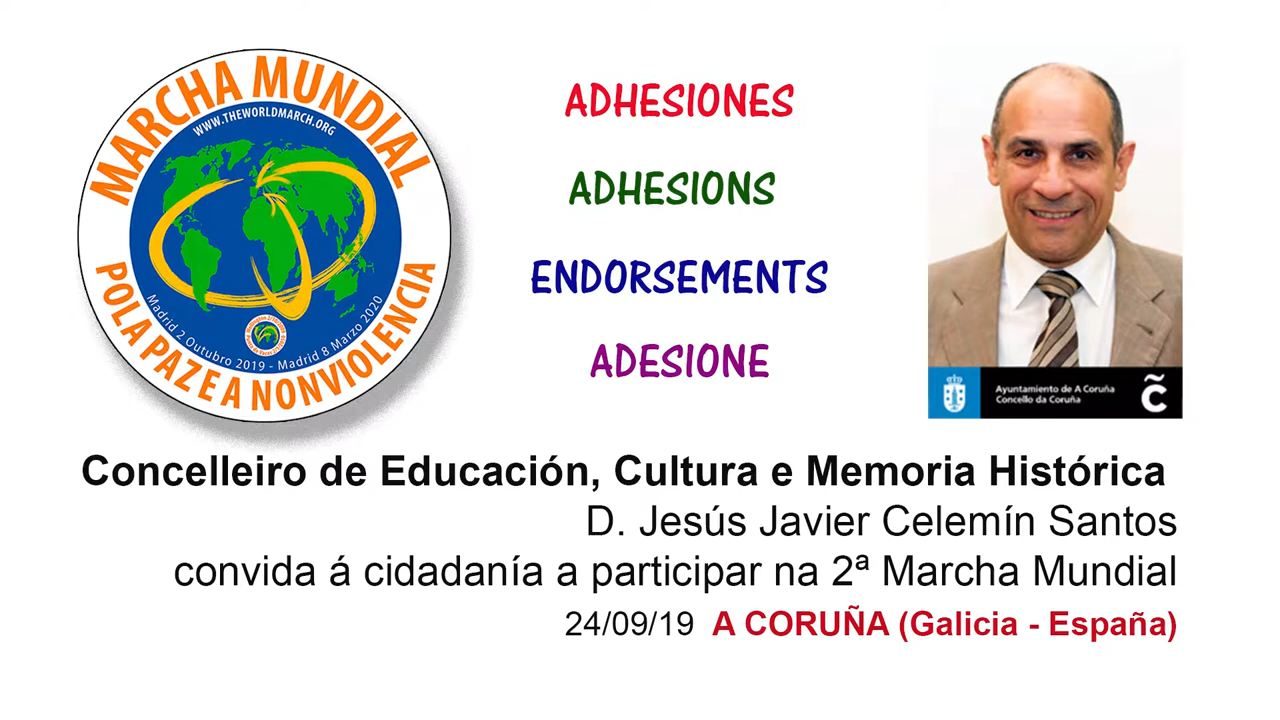 MARCHA MUNDIAL
WWW.THEWORLDMARCH.ORG
Madrid 2 Outubro 2019 - Madrid 8 Marzo 2020
POLA PAZ E A NONVIOLENCIA
ADHESIONES
ADHESIONS
ENDORSEMENTS
ADESIONE
Ayuntamiento de A Coruña
Concello da Coruña
Concelleiro de Educación, Cultura e Memoria Histórica
D. Jesús Javier Celemín Santos
convida á cidadanía a participar na 2ª Marcha Mundial
24/09/19 A CORUÑA (Galicia - España)